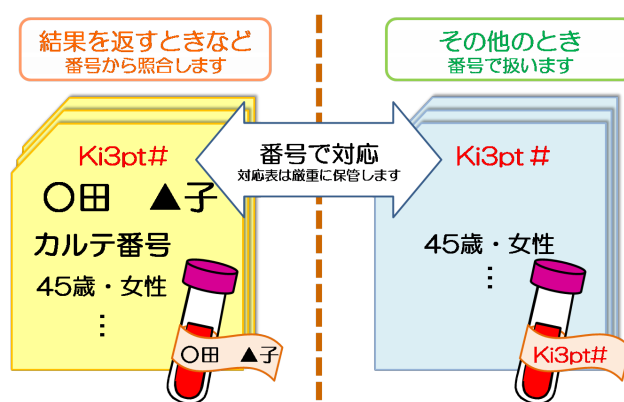 結果を返すときなど
番号から照合します
Ki3pt#
〇田　▲子
カルテ番号
45歳・女性
⋮
〇田　▲子
番号で対応
対応表は厳重に保管します
その他のとき
番号で扱います
Ki3pt#
45歳・女性
⋮
Ki3pt#